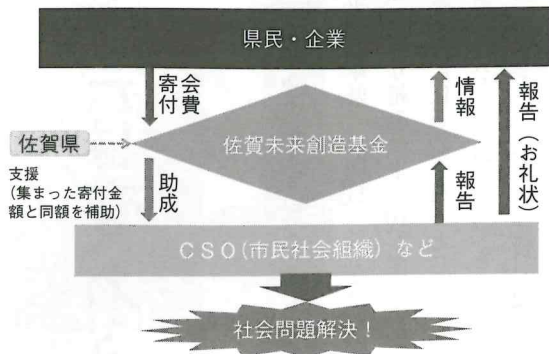 県民・企業
会費
寄付
情報
報告（お礼状）
佐賀県
佐賀未来創造基金
支援
（集まった寄付金
額と同額を補助）
助成
報告
ＣＳＯ（市民社会組織）など
社会問題解決！